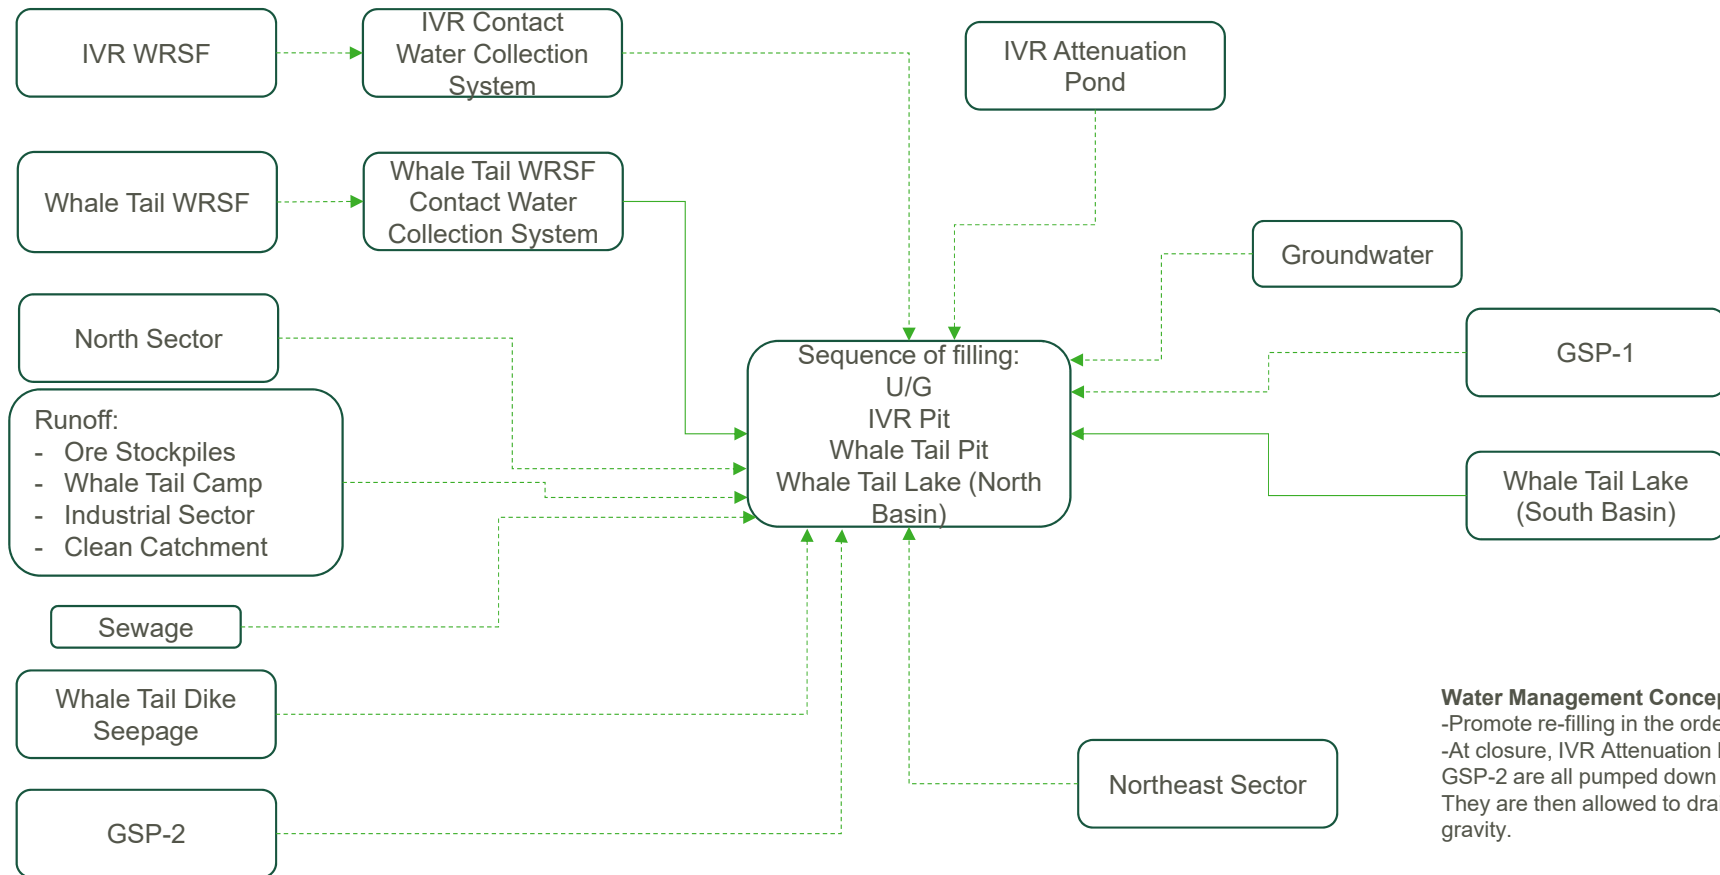 IVR WRSF
IVR Contact
Water Collection
System
IVR Attenuation
Pond
Whale Tail WRSF
Whale Tail WRSF
Contact Water
Collection System
Groundwater
North Sector
GSP-1
Sequence of filling:
U/G
IVR Pit
Whale Tail Pit
Whale Tail Lake (North
Basin)
Runoff:
- Ore Stockpiles
- Whale Tail Camp
- Industrial Sector
- Clean Catchment
Whale Tail Lake
(South Basin)
Sewage
Whale Tail Dike
Seepage
Northeast Sector
GSP-2
Water Management
-Promote re-filling in the
-At closure, IVR Attenuation
GSP-2 are all pumped down
They are then allowed to
gravity.